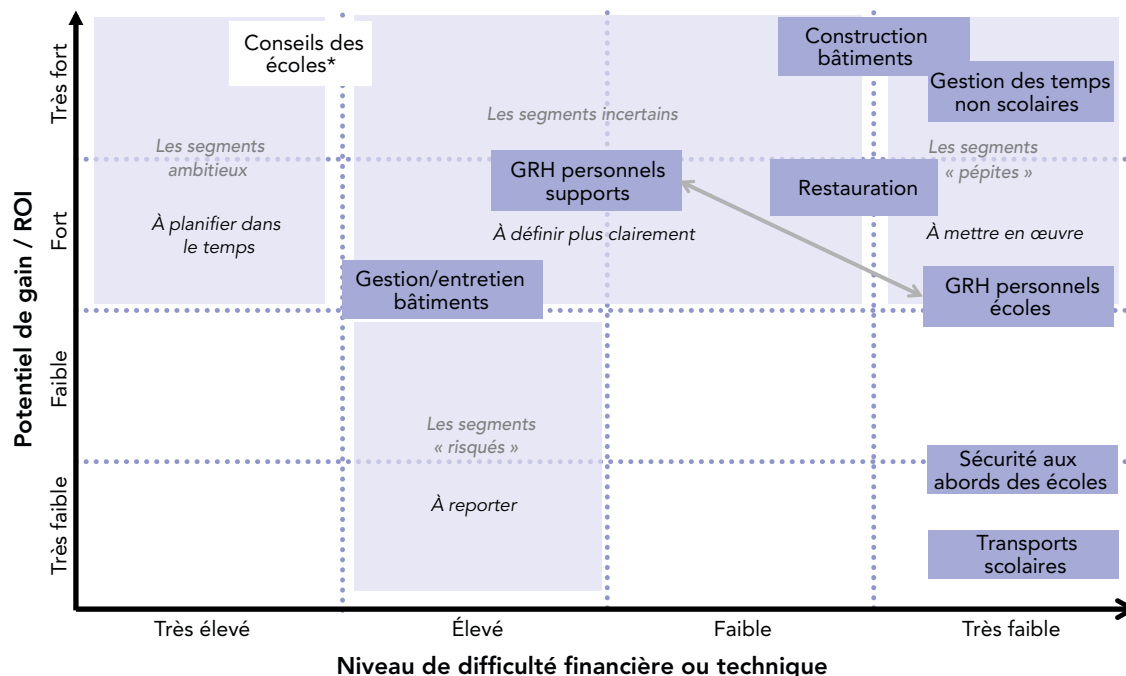 Potentiel de gain / ROI
Très fort
Fort
Faible
Très faible
Conseils des
écoles*
Construction
bâtiments
Gestion des temps
non scolaires
Les segments
ambitieux
À planifier dans
le temps
Les segments incertains
GRH personnels
supports
À définir plus clairement
Restauration
Les segments
« pépites »
À mettre en œuvre
Gestion/entretien
bâtiments
GRH personnels
écoles
Les segments
« risqués »
À reporter
Sécurité aux
abords des écoles
Transports
scolaires
Très élevé
Élevé
Faible
Très faible
Niveau de difficulté financière ou technique